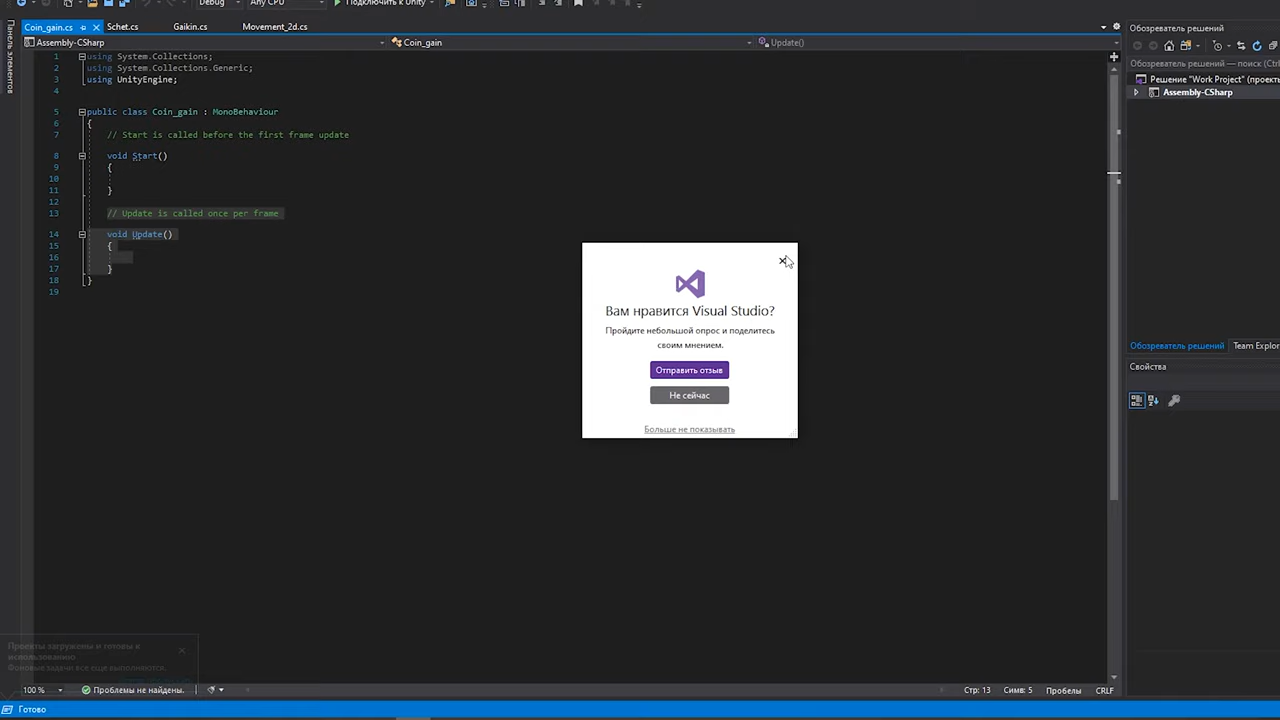 Debug
Any CPU
Подключить к Unity
Coin_gain.cs
Schet.cs
Gaikin.cs
Movement_2d.cs
Обозреватель решений
Панель элементов
Assembly-CSharp
Coin_gain
Update()
Обозреватель решений — поиск (Ctrl
Решение "Work Project" (проекты
Assembly-CSharp
1 using System.Collections;
2 using System.Collections.Generic;
3 using UnityEngine;
4
5 public class Coin_gain : MonoBehaviour
6 {
7 // Start is called before the first frame update
8 void Start()
9 {
10
11 }
12
13 // Update is called once per frame
14 void Update()
15 {
16
17 }
18 }
19
Вам нравится Visual Studio?
Пройдите небольшой опрос и поделитесь
своим мнением.
Отправить отзыв
Не сейчас
Больше не показывать
Обозреватель решений
Team Explor
Свойства
Проекты загружены и готовы к
использованию
Фоновые задачи все еще выполняются.
100 %
Проблемы не найдены.
Стр: 13
Симв: 5
Пробелы
CRLF
Готово